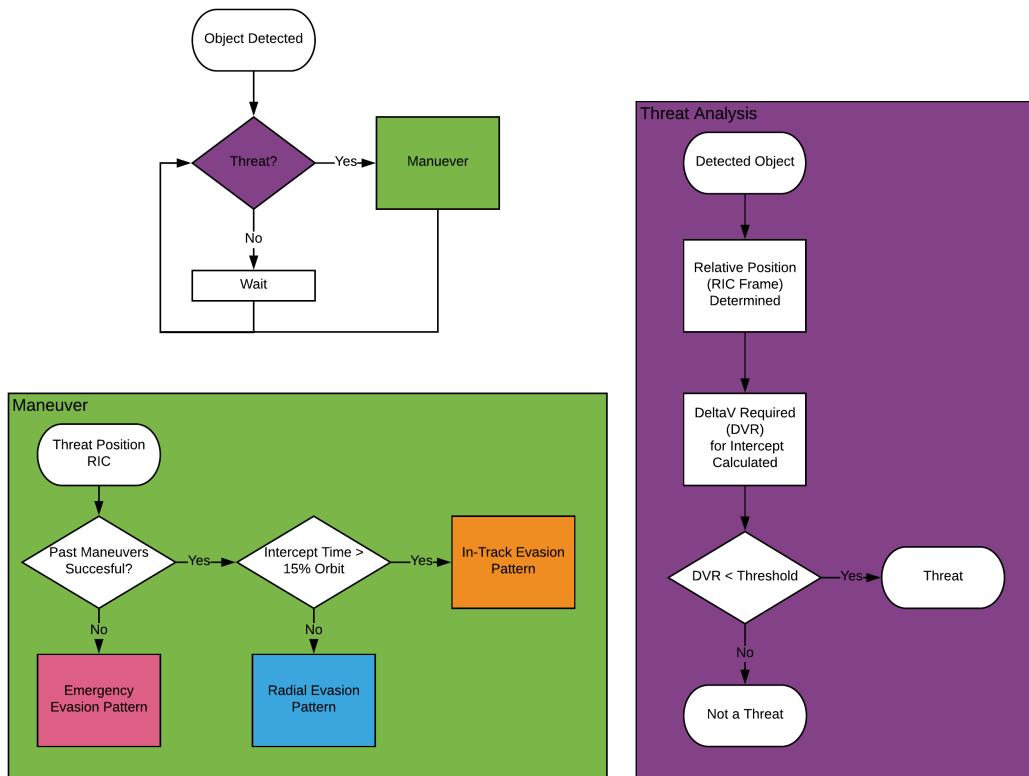 Object Detected
Threat?
Yes
Manuever
No
Wait
Threat Analysis
Detected Object
Relative Position
(RIC Frame)
Determined
DeltaV Required
(DVR)
for Intercept
Calculated
DVR < Threshold
Yes
Threat
No
Not a Threat
Maneuver
Threat Position
RIC
Past Maneuvers
Succesful?
Yes
Intercept Time >
15% Orbit
Yes
In-Track Evasion
Pattern
No
Emergency
Evasion Pattern
No
Radial Evasion
Pattern